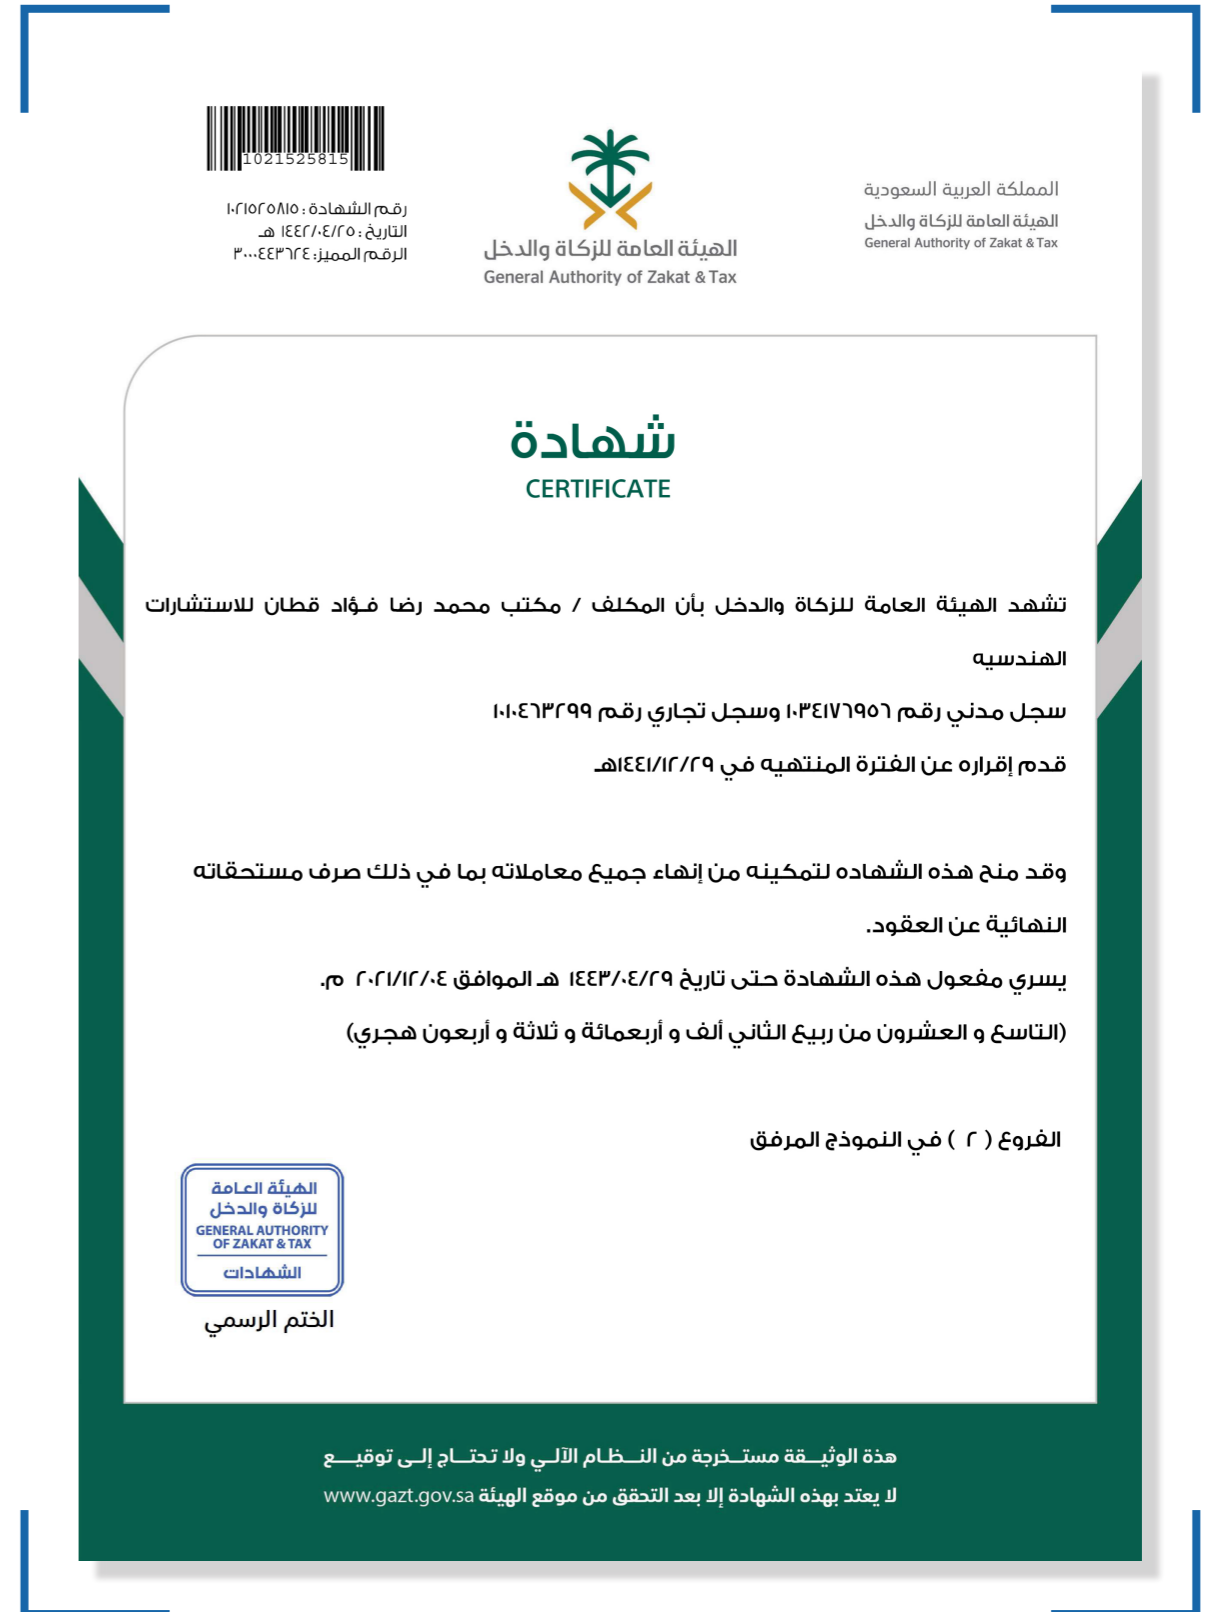 1021525815
رقم الشهادة : ١٠٢١٥٢٥٨١٥
التاريخ : ١٤٤٢/٠٤/٢٥ هـ
الرقم المميز: ٣٠٠٠٤٤٣٦٢٤
الهيئة العامة للزكاة والدخل
General Authority of Zakat & Tax
المملكة العربية السعودية
الهيئة العامة للزكاة والدخل
General Authority of Zakat & Tax
شهادة
CERTIFICATE
تشهد الهيئة العامة للزكاة والدخل بأن المكلف / مكتب محمد رضا فـؤاد قطان للاستشارات
الهندسيه
سجل مدني رقم ١٠٣٤١٧٦٩٥٦ وسجل تجاري رقم ١٠١٠٤٦٣٢٩٩
قدم إقراره عن الفترة المنتهيه في ١٤٤١/١٢/٢٩هـ
وقد منح هذه الشهاده لتمكينه من إنهاء جميع معاملاته بما في ذلك صرف مستحقاته
النهائية عن العقود.
يسري مفعول هذه الشهادة حتى تاريخ ١٤٤٣/٠٤/٢٩ هـ الموافق ٢٠٢١/١٢/٠٤ م.
(التاسع و العشرون من ربيع الثاني ألف و أربعمائة و ثلاثة و أربعون هجري)
الفروع ( ٢ ) في النموذج المرفق
الهيئة العـامة
للزكاة والدخل
GENERAL AUTHORITY
OF ZAKAT & TAX
الشهادات
الختم الرسمي
هذة الوثيـــقة مستـــخرجة من النـــظـام الآلــي ولا تـحتـــاج إلــى توقيــــع
لا يعتد بهذه الشهادة إلا بعد التحقق من موقع الهيئة www.gazt.gov.sa